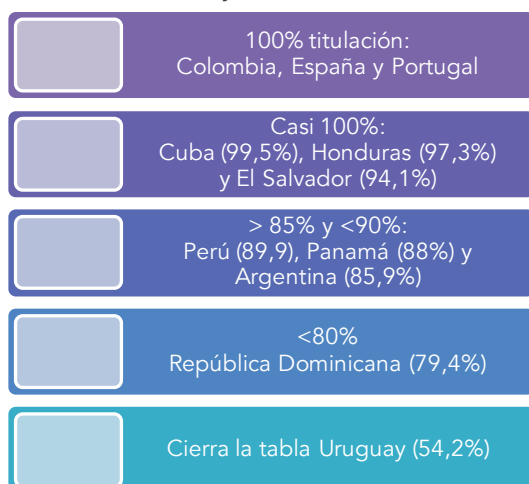 100% titulación:
Colombia, España y Portugal
Casi 100%:
Cuba (99,5%), Honduras (97,3%)
y El Salvador (94,1%)
> 85% y <90%:
Perú (89,9), Panamá (88%) y
Argentina (85,9%)
<80%
República Dominicana (79,4%)
Cierra la tabla Uruguay (54,2%)